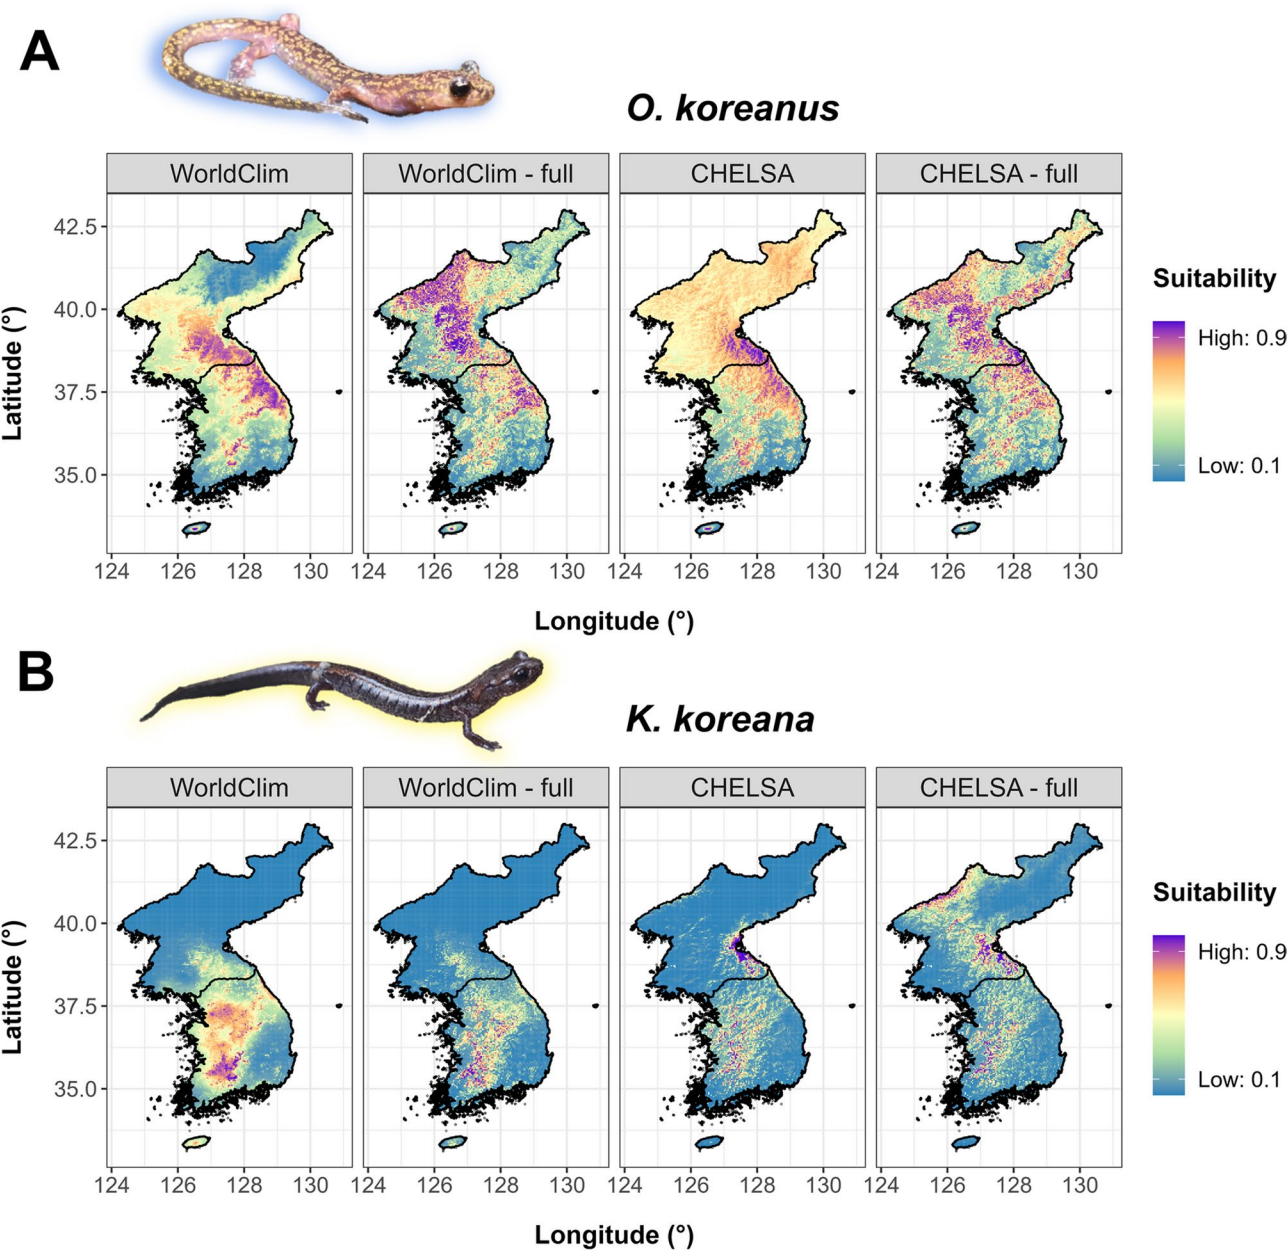 A
O. koreanus
WorldClim
WorldClim - full
CHELSA
CHELSA - full
42.5
40.0
37.5
35.0
Latitude (°)
124 126 128 130
124 126 128 130
124 126 128 130
124 126 128 130
Longitude (°)
Suitability
High: 0.9
Low: 0.1
B
K. koreana
WorldClim
WorldClim - full
CHELSA
CHELSA - full
42.5
40.0
37.5
35.0
Latitude (°)
124 126 128 130
124 126 128 130
124 126 128 130
124 126 128 130
Longitude (°)
Suitability
High: 0.9
Low: 0.1